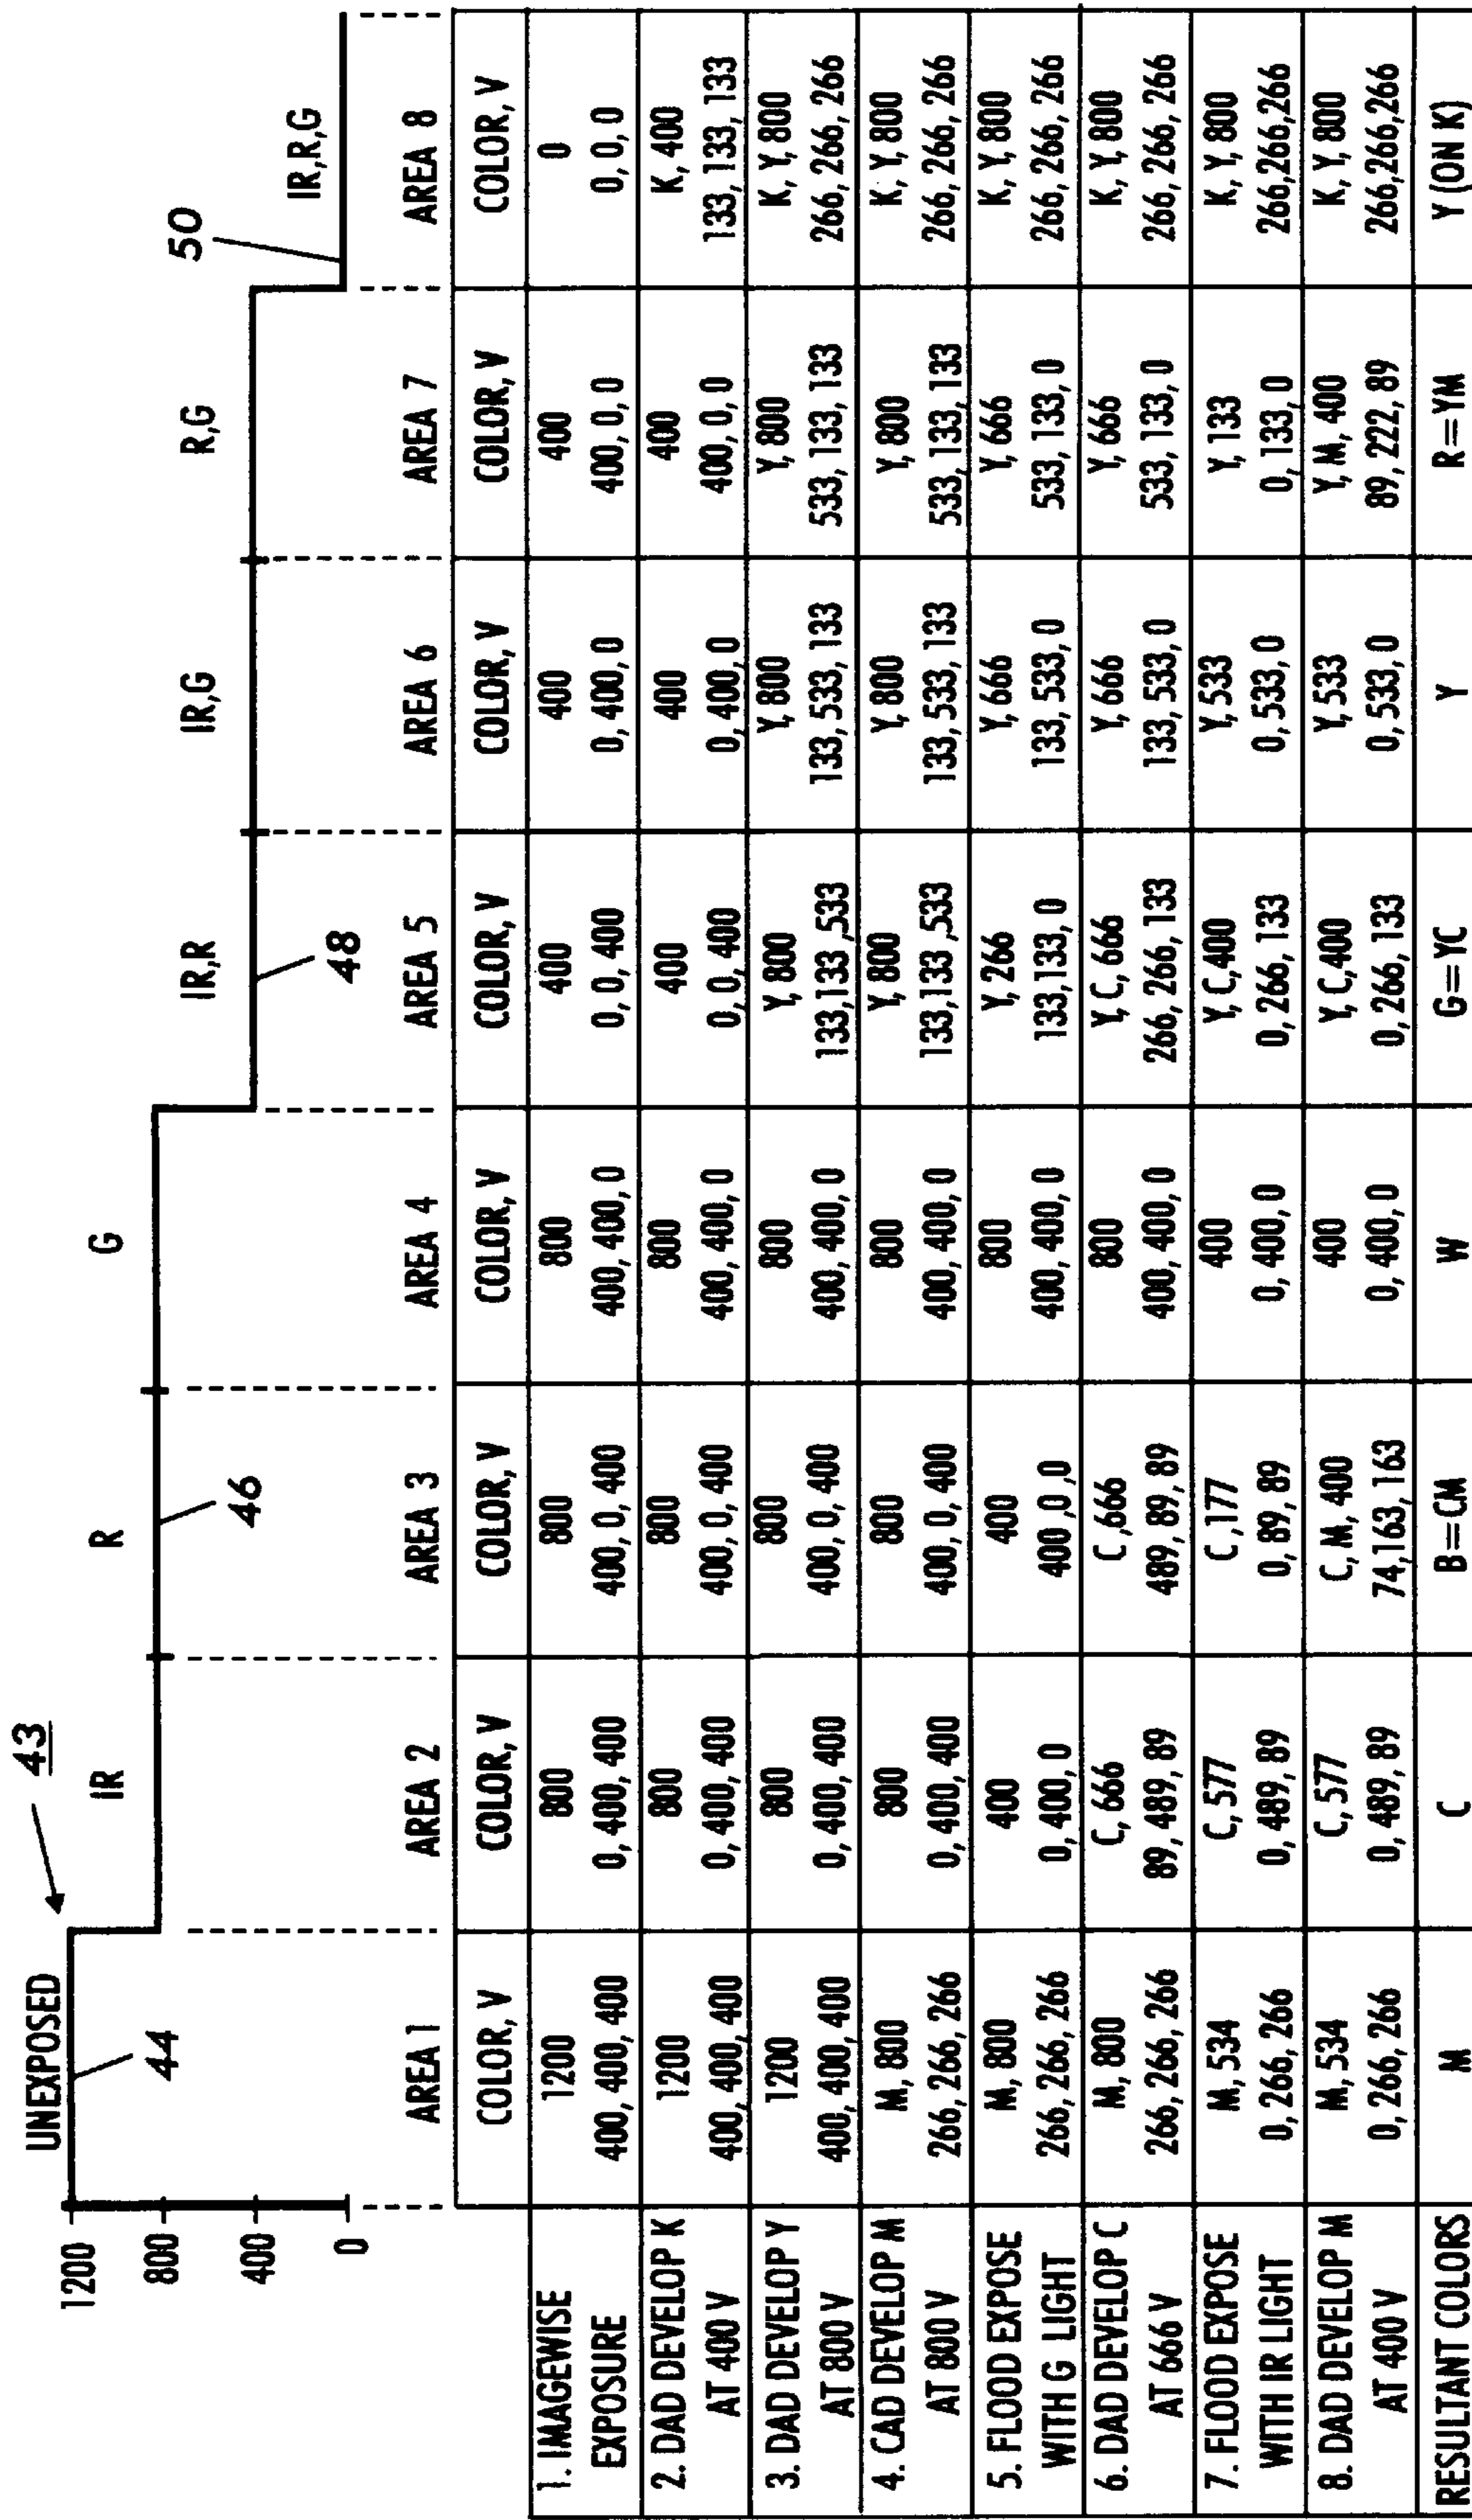 43
UNEXPOSED
IR
R
G
IR,R
IR,G
R,G
IR,R,G
1200
800
400
0
44
46
48
50
AREA 1
AREA 2
AREA 3
AREA 4
AREA 5
AREA 6
AREA 7
AREA 8
COLOR, V
COLOR, V
COLOR, V
COLOR, V
COLOR, V
COLOR, V
COLOR, V
COLOR, V
1. IMAGEWISE
EXPOSURE
1200
400, 400, 400
800
0, 400, 400
800
400, 0, 400
800
400, 400, 0
400
0, 0, 400
400
0, 400, 0
400
400, 0, 0
0
0, 0, 0
2. DAD DEVELOP K
AT 400 V
1200
400, 400, 400
800
0, 400, 400
800
400, 0, 400
800
400, 400, 0
400
0, 0, 400
400
0, 400, 0
400
400, 0, 0
K, 400
133, 133, 133
3. DAD DEVELOP Y
AT 800 V
1200
400, 400, 400
800
0, 400, 400
800
400, 0, 400
800
400, 400, 0
Y, 800
133, 133 ,533
Y, 800
133, 533, 133
Y, 800
533, 133, 133
K, Y, 800
266, 266, 266
4. CAD DEVELOP M
AT 800 V
M, 800
266, 266, 266
800
0, 400, 400
800
400, 0, 400
800
400, 400, 0
Y, 800
133, 133 ,533
Y, 800
133, 533, 133
Y, 800
533, 133, 133
K, Y, 800
266, 266, 266
5. FLOOD EXPOSE
WITH G LIGHT
M, 800
266, 266, 266
400
0, 400, 0
400
400 ,0 ,0
800
400, 400, 0
Y, 266
133,133, 0
Y, 666
133, 533, 0
Y, 666
533, 133, 0
K, Y, 800
266, 266, 266
6. DAD DEVELOP C
AT 666 V
M, 800
266, 266, 266
C, 666
89, 489, 89
C ,666
489, 89, 89
800
400, 400, 0
Y, C, 666
266, 266, 133
Y, 666
133, 533, 0
Y, 666
533, 133, 0
K, Y, 800
266, 266, 266
7. FLOOD EXPOSE
WITH IR LIGHT
M, 534
0, 266, 266
C, 577
0, 489, 89
C ,177
0, 89, 89
400
0, 400, 0
Y, C,400
0, 266, 133
Y, 533
0, 533, 0
Y, 133
0, 133, 0
K, Y, 800
266,266,266
8. DAD DEVELOP M
AT 400 V
M, 534
0, 266, 266
C, 577
0, 489, 89
C, M, 400
74,163, 163
400
0, 400, 0
Y, C,400
0, 266, 133
Y, 533
0, 533, 0
Y, M, 400
89, 222, 89
K, Y, 800
266,266,266
RESULTANT COLORS
M
C
B=CM
W
G=YC
Y
R=YM
Y (ON K)